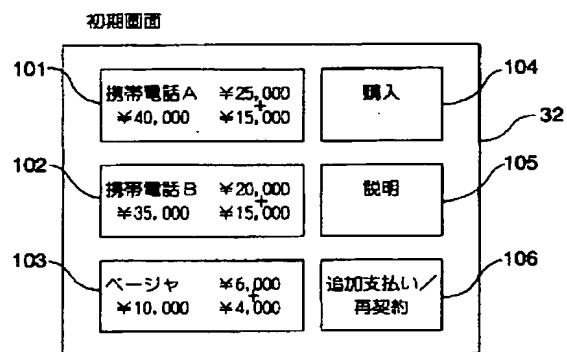 初期画面
101
携帯電話A ¥25,000
+
¥40,000 ¥15,000
購入
104
32
102
携帯電話B ¥20,000
+
¥35,000 ¥15,000
説明
105
103
ページャ ¥6,000
+
¥10,000 ¥4,000
追加支払い/
再契約
106